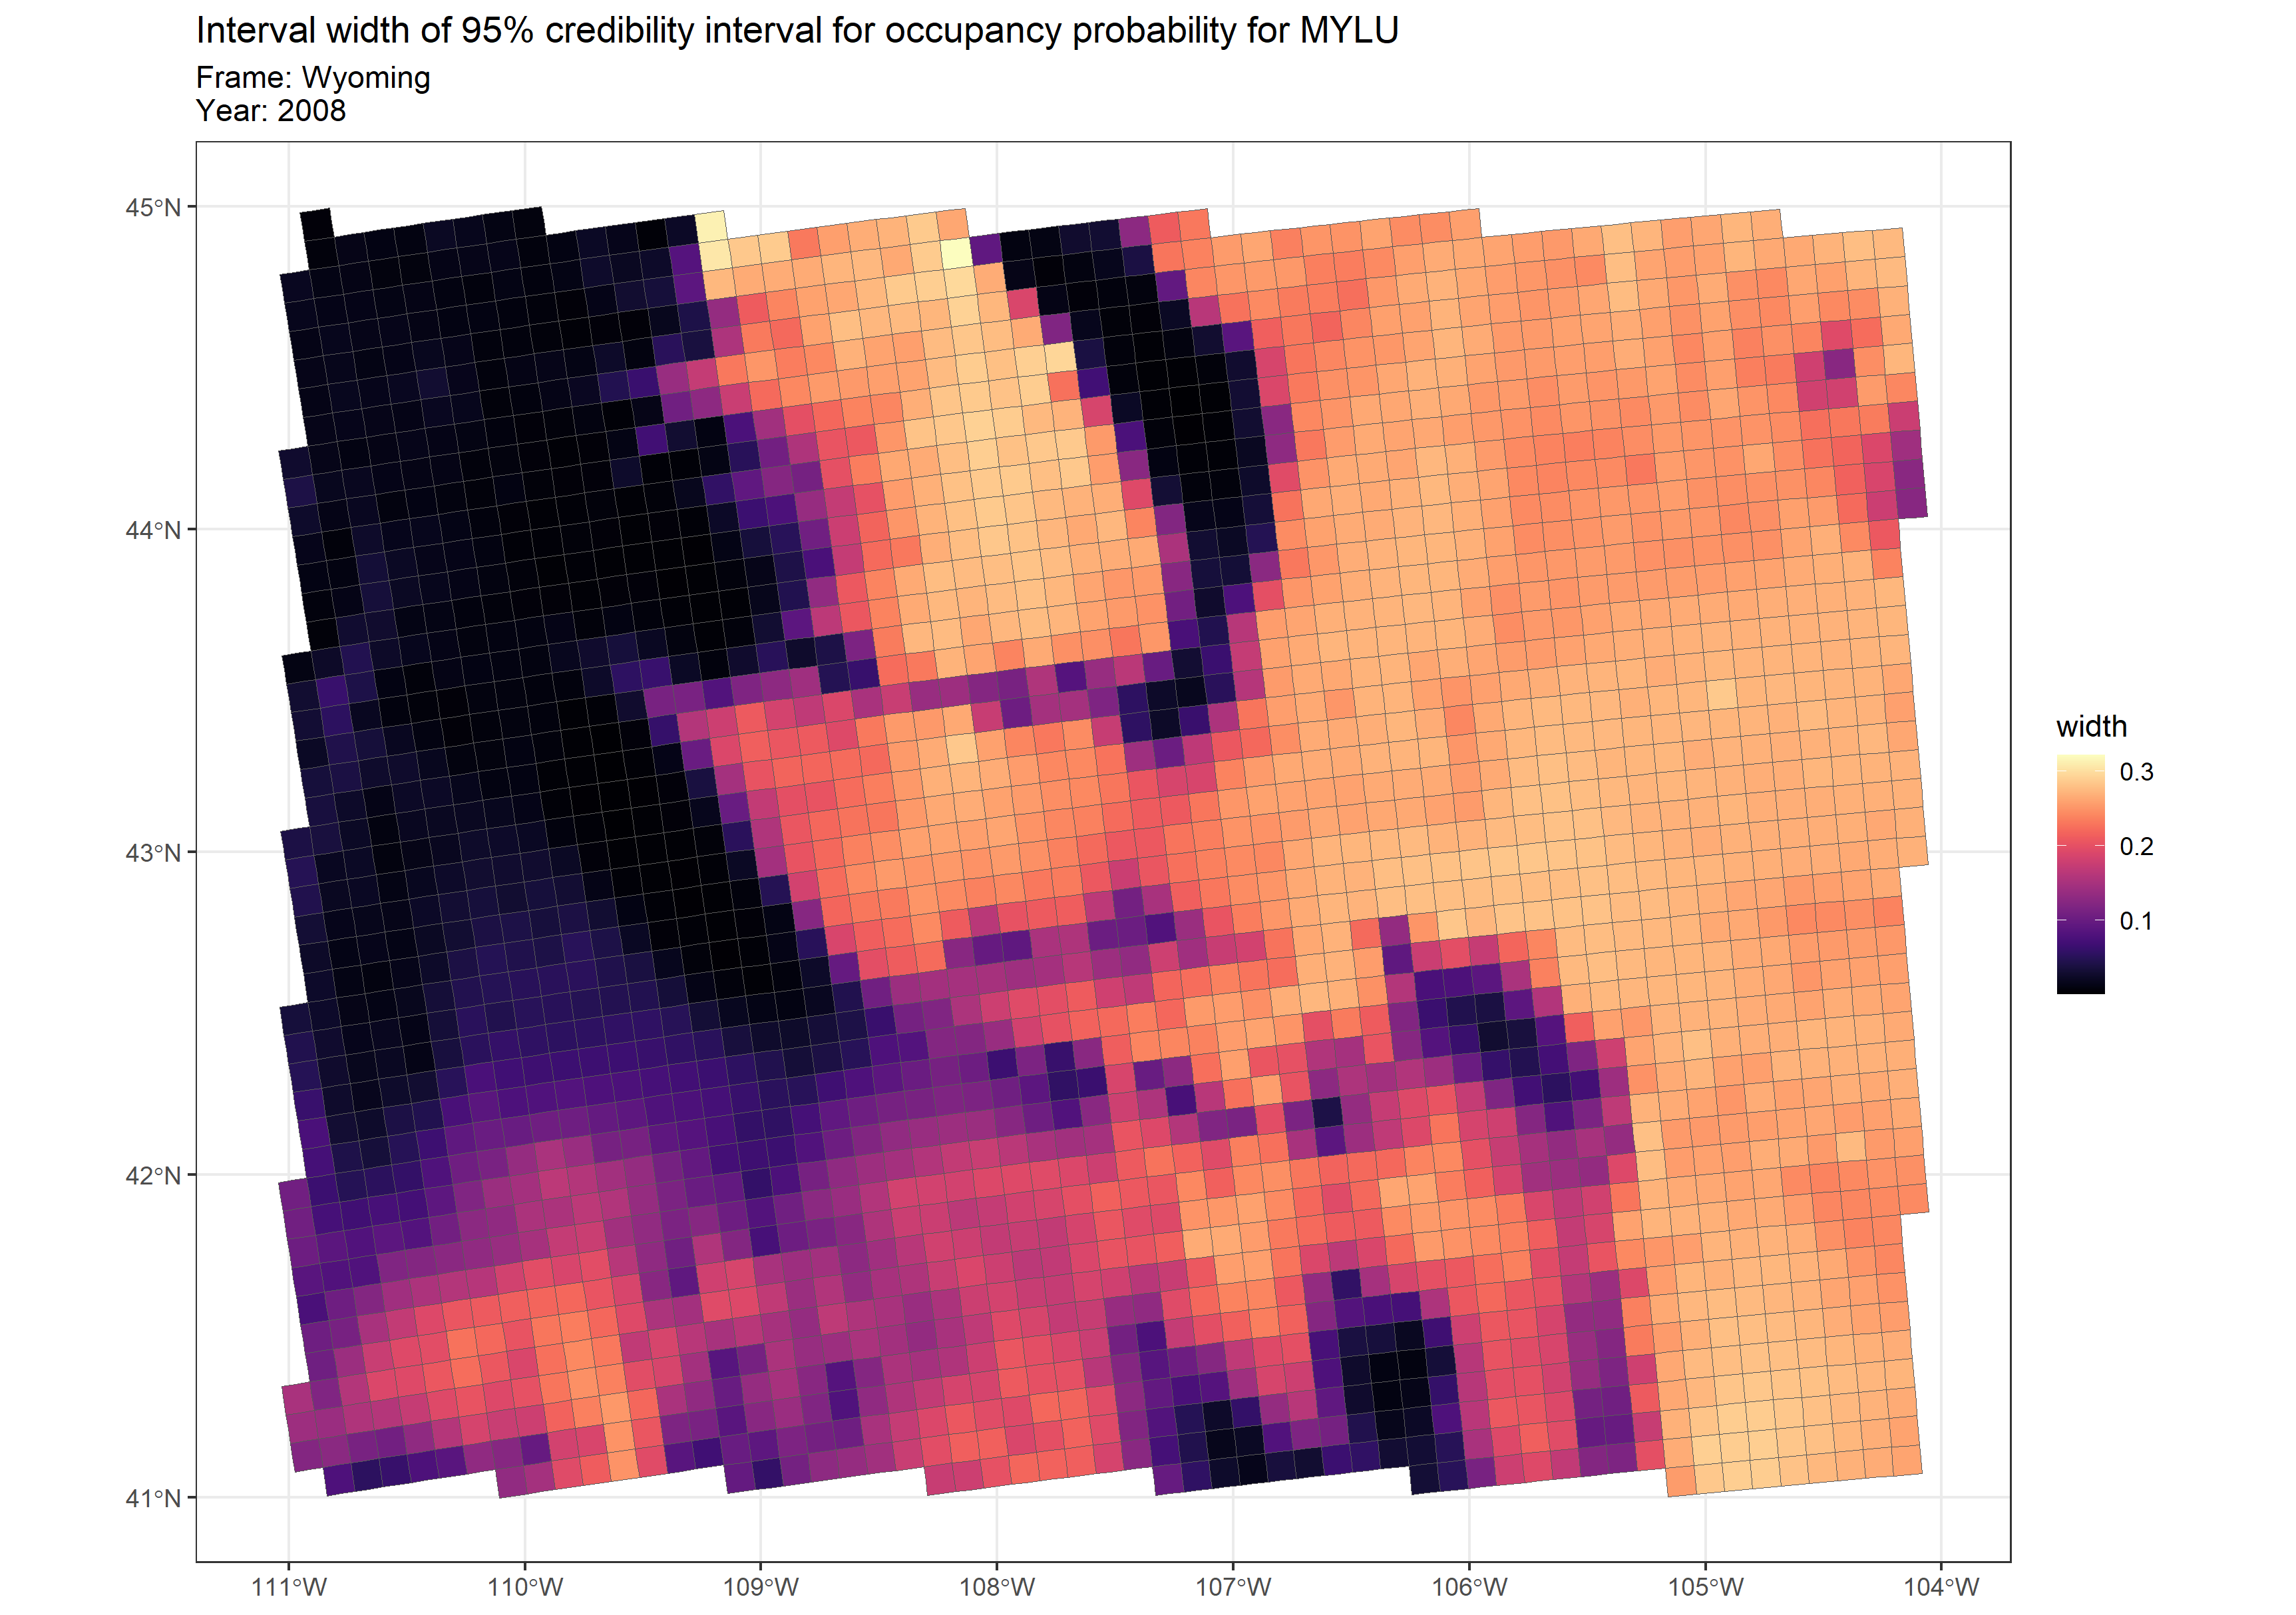 Interval width of 95% credibility interval for occupancy probability for MYLU
Frame: Wyoming
Year: 2008
45°N
44°N
43°N
42°N
41°N
111°W 110°W 109°W 108°W 107°W 106°W 105°W 104°W
width
0.3
0.2
0.1